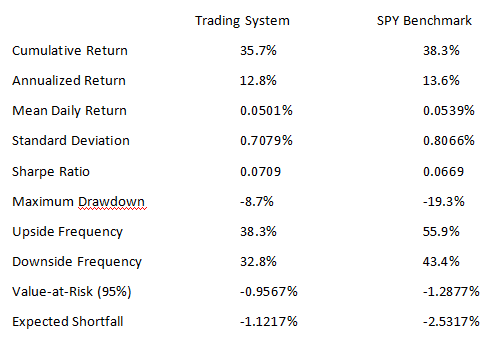 Trading System SPY Benchmark
Cumulative Return 35.7% 38.3%
Annualized Return 12.8% 13.6%
Mean Daily Return 0.0501% 0.0539%
Standard Deviation 0.7079% 0.8066%
Sharpe Ratio 0.0709 0.0669
Maximum Drawdown -8.7% -19.3%
Upside Frequency 38.3% 55.9%
Downside Frequency 32.8% 43.4%
Value-at-Risk (95%) -0.9567% -1.2877%
Expected Shortfall -1.1217% -2.5317%